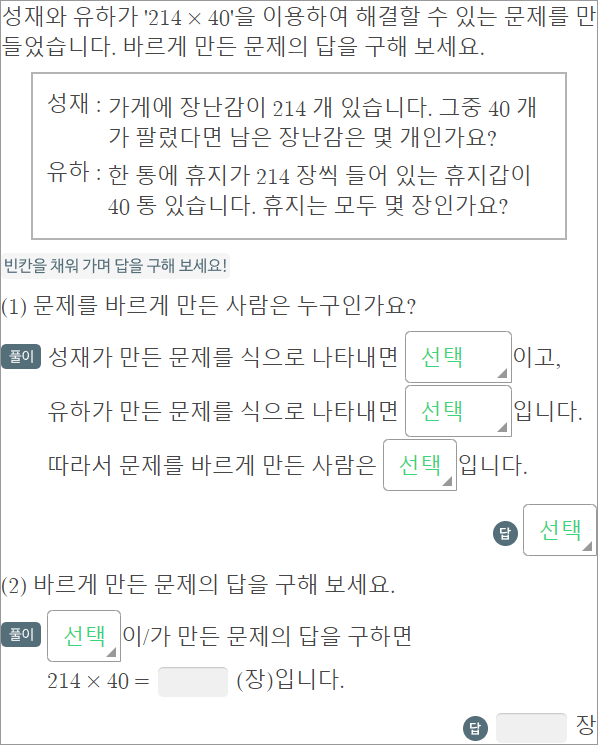 성재와 유하가 '214 × 40'을 이용하여 해결할 수 있는 문제를 만
들었습니다. 바르게 만든 문제의 답을 구해 보세요.
성재 : 가게에 장난감이 214 개 있습니다. 그중 40 개
가 팔렸다면 남은 장난감은 몇 개인가요?
유하 : 한 통에 휴지가 214 장씩 들어 있는 휴지갑이
40 통 있습니다. 휴지는 모두 몇 장인가요?
빈칸을 채워 가며 답을 구해 보세요!
(1) 문제를 바르게 만든 사람은 누구인가요?
풀이 성재가 만든 문제를 식으로 나타내면 선택 이고,
유하가 만든 문제를 식으로 나타내면 선택 입니다.
따라서 문제를 바르게 만든 사람은 선택 입니다.
답 선택
(2) 바르게 만든 문제의 답을 구해 보세요.
풀이 선택 이/가 만든 문제의 답을 구하면
214 × 40 = (장)입니다.
답 장